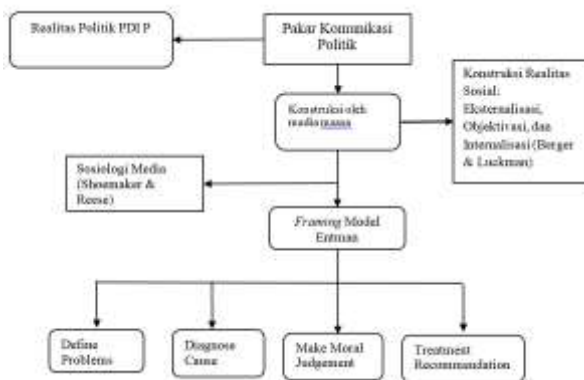 Realitas Politik PDI P
Pakar Komunikasi
Politik
Konstruksi oleh
media massa
Konstruksi Realitas
Sosial:
Eksternalisasi,
Objektivasi, dan
Internalisasi (Berger
& Luckman)
Sosiologi Media
(Shoemaker &
Reese)
Framing Model
Entman
Define
Problems
Diagnose
Cause
Make Moral
Judgement
Treatment
Recommendation